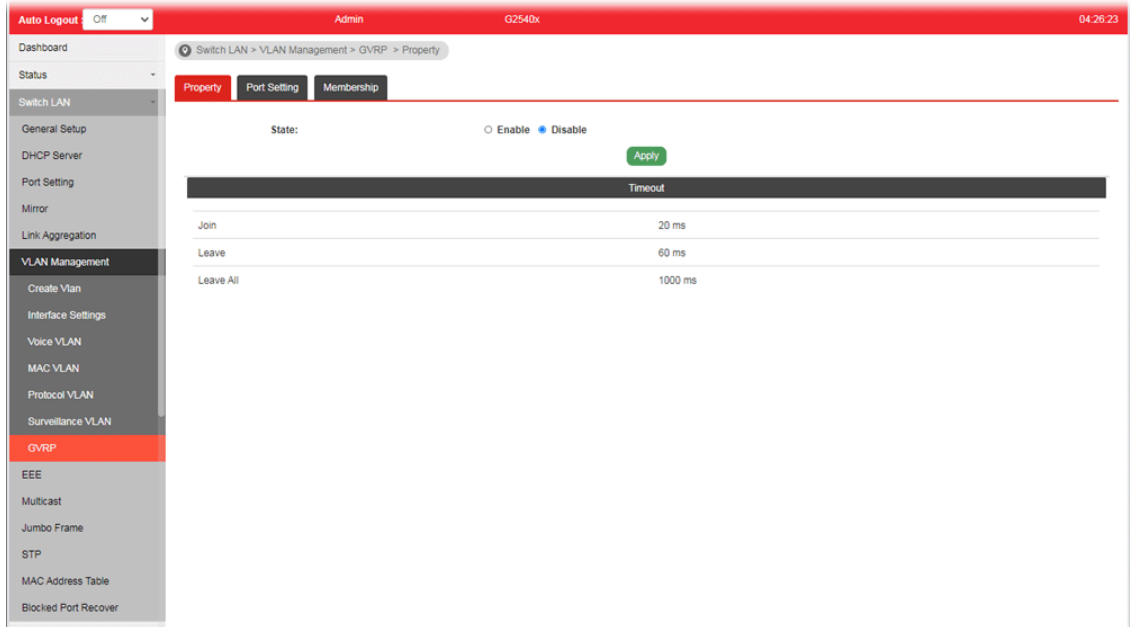 Auto Logout : Off Admin G2540x 04:26:23
Dashboard
Status
Switch LAN
General Setup
DHCP Server
Port Setting
Mirror
Link Aggregation
VLAN Management
Create Vlan
Interface Settings
Voice VLAN
MAC VLAN
Protocol VLAN
Surveillance VLAN
GVRP
EEE
Multicast
Jumbo Frame
STP
MAC Address Table
Blocked Port Recover
Switch LAN > VLAN Management > GVRP > Property
Property Port Setting Membership
State: Enable Disable
Apply
Timeout
Join 20 ms
Leave 60 ms
Leave All 1000 ms